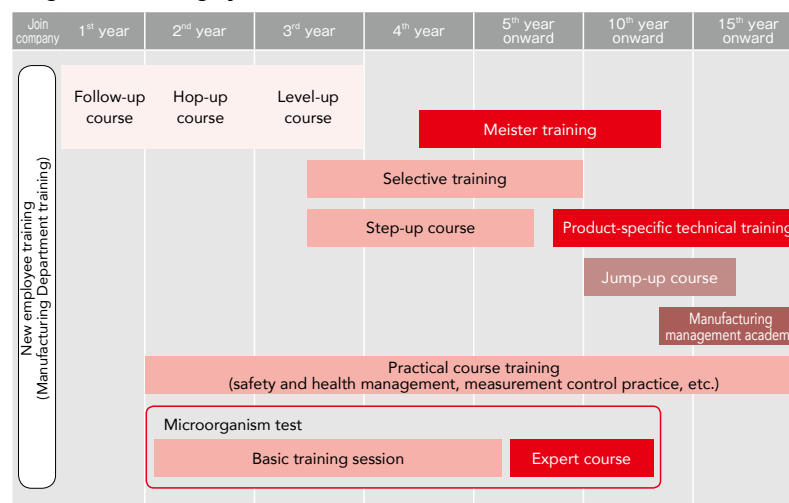 Join
company
1st year
2nd year
3rd year
4th year
5th year
onward
10th year
onward
15th year
onward
New employee training
(Manufacturing Department training)
Follow-up
course
Hop-up
course
Level-up
course
Meister training
Selective training
Step-up course
Product-specific technical training
Jump-up course
Manufacturing
management academ
Practical course training
(safety and health management, measurement control practice, etc.)
Microorganism test
Basic training session
Expert course